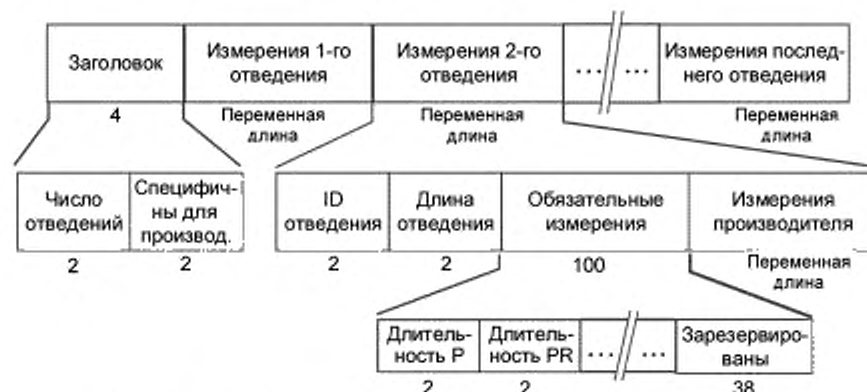 Заголовок
Измерения 1-го
отведения
Измерения 2-го
отведения
... ...
Измерения послед-
него отведения
4
Переменная
длина
Переменная
длина
Переменная
длина
Число
отведений
Специфич-
ны для
производ.
ID
отведения
Длина
отведения
Обязательные
измерения
Измерения
производителя
2
2
2
2
100
Переменная
длина
Длитель-
ность P
Длитель-
ность PR
... ...
Зарезервиро-
ваны
2
2
38